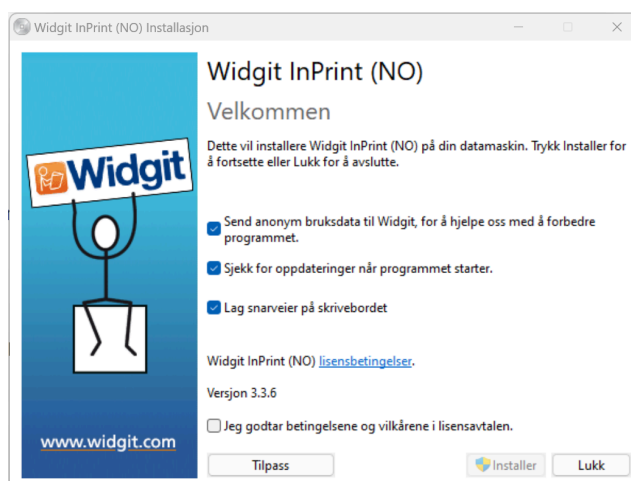 Widgit InPrint (NO) Installasjon
Widgit InPrint (NO)
Velkommen
Dette vil installere Widgit InPrint (NO) på din datamaskin. Trykk Installer for
å fortsette eller Lukk for å avslutte.
Widgit
Send anonym bruksdata til Widgit, for å hjelpe oss med å forbedre
programmet.
Sjekk for oppdateringer når programmet starter.
Lag snarveier på skrivebordet
Widgit InPrint (NO) lisensbetingelser.
Versjon 3.3.6
Jeg godtar betingelsene og vilkårene i lisensavtalen.
www.widgit.com
Tilpass
Installer
Lukk